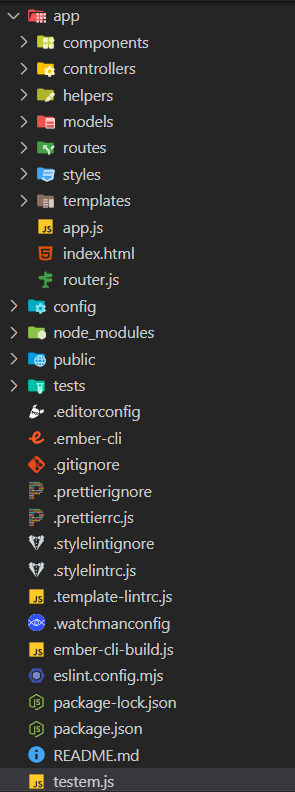 app
components
controllers
helpers
models
routes
styles
templates
app.js
index.html
router.js
config
node_modules
public
tests
.editorconfig
.ember-cli
.gitignore
.prettierignore
.prettierrc.js
.stylelintignore
.stylelintrc.js
.template-lintrc.js
.watchmanconfig
ember-cli-build.js
eslint.config.mjs
package-lock.json
package.json
README.md
testem.js